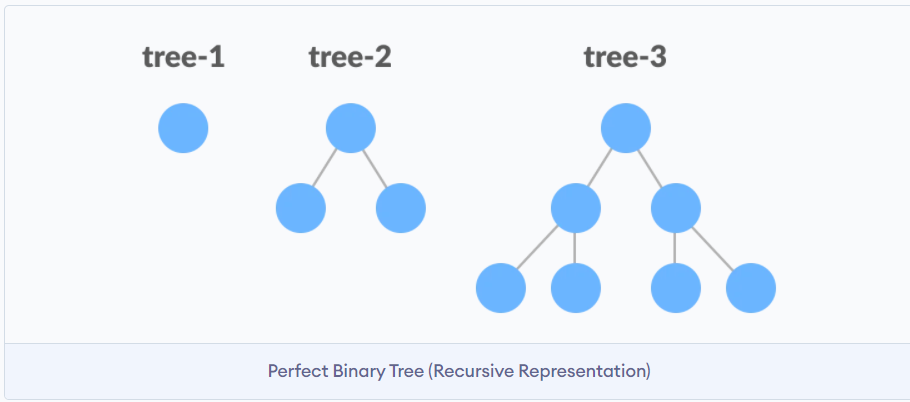 tree-1 tree-2 tree-3
Perfect Binary Tree (Recursive Representation)